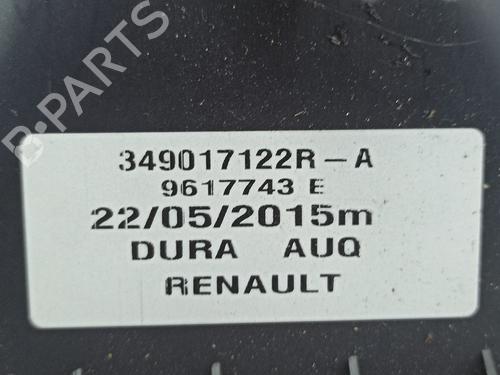 B-PARTS
349017122R-A
9617743 E
22/05/2015m
DURA AUQ
RENAULT